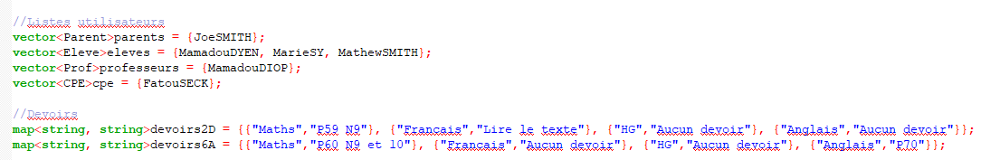 //Listes utilisateurs
vector<Parent>parents = {JoeSMITH};
vector<Eleve>eleves = {MamadouDYEN, MarieSY, MathewSMITH};
vector<Prof>professeurs = {MamadouDIOP};
vector<CPE>cpe = {FatouSECK};
//Devoirs
map<string, string>devoirs2D = {{"Maths","P59 N9"}, {"Francais","Lire le texte"}, {"HG","Aucun devoir"}, {"Anglais","Aucun devoir"}};
map<string, string>devoirs6A = {{"Maths","P60 N9 et 10"}, {"Francais","Aucun devoir"}, {"HG","Aucun devoir"}, {"Anglais","P70"}};